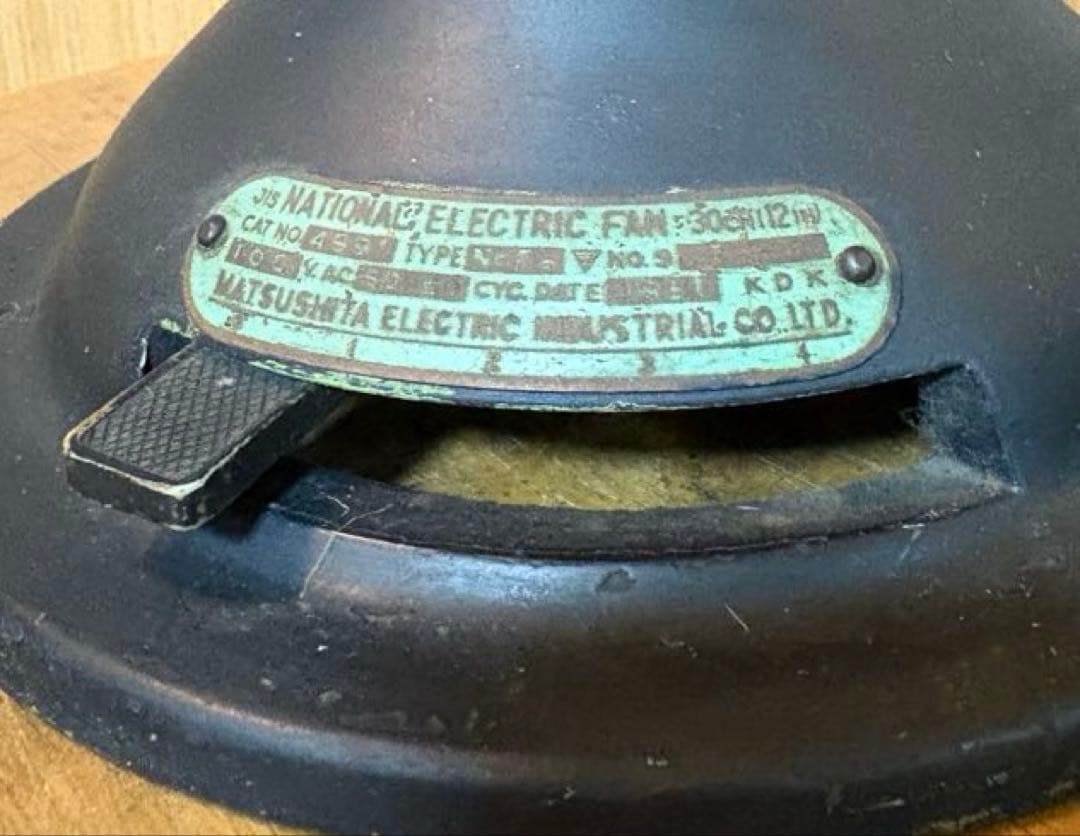 JIS NATIONAL ELECTRIC FAN 30cm 12in
CAT NO TYPE NO. S
V. AC CYC. DATE KDK
MATSUSHITA ELECTRIC INDUSTRIAL CO. LTD.
1 2 3 4